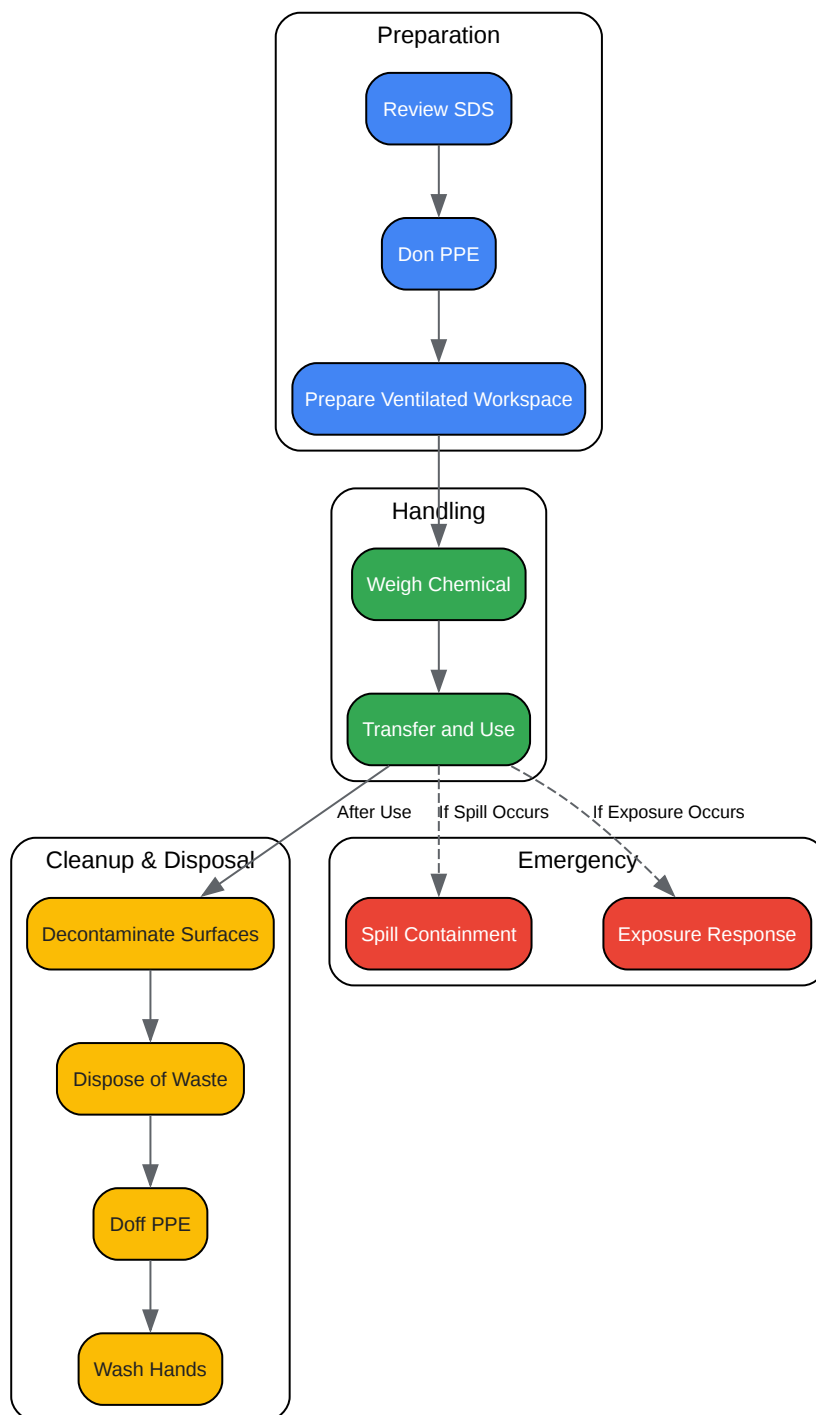 Preparation
Review SDS
Don PPE
Prepare Ventilated Workspace
Handling
Weigh Chemical
Transfer and Use
After Use
If Spill Occurs
If Exposure Occurs
Cleanup & Disposal
Emergency
Decontaminate Surfaces
Spill Containment
Exposure Response
Dispose of Waste
Doff PPE
Wash Hands